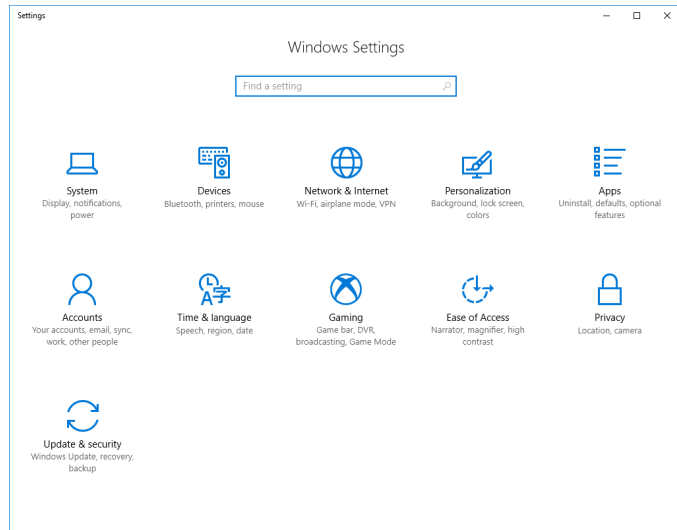 Settings
Windows Settings
Find a setting
System
Display, notifications,
power
Devices
Bluetooth, printers, mouse
Network & Internet
Wi-Fi, airplane mode, VPN
Personalization
Background, lock screen,
colors
Apps
Uninstall, defaults, optional
features
Accounts
Your accounts, email, sync,
work, other people
A字
Time & language
Speech, region, date
Gaming
Game bar, DVR,
broadcasting, Game Mode
Ease of Access
Narrator, magnifier, high
contrast
Privacy
Location, camera
Update & security
Windows Update, recovery,
backup